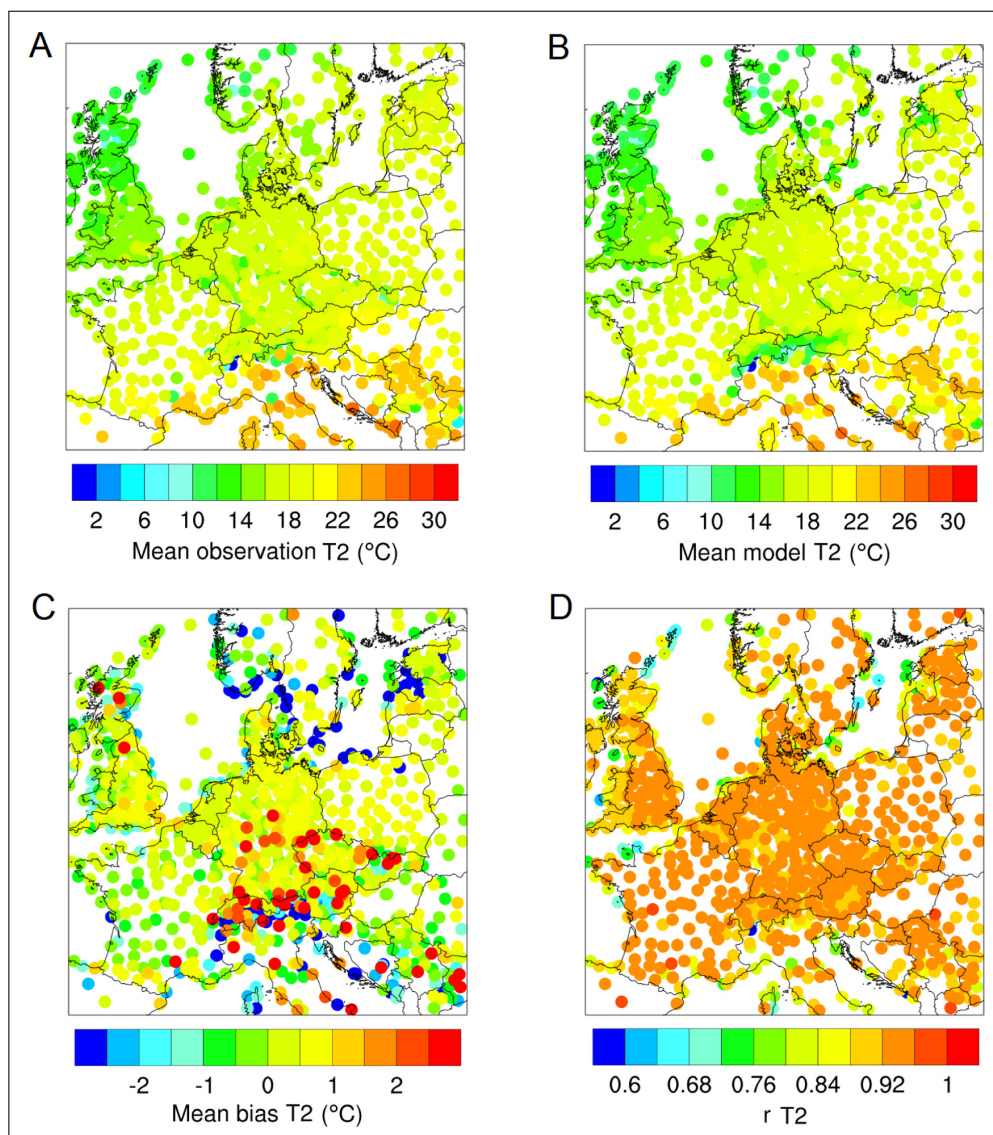 A
B
2 6 10 14 18 22 26 30
Mean observation T2 (°C)
2 6 10 14 18 22 26 30
Mean model T2 (°C)
C
D
-2 -1 0 1 2
Mean bias T2 (°C)
0.6 0.68 0.76 0.84 0.92 1
r T2